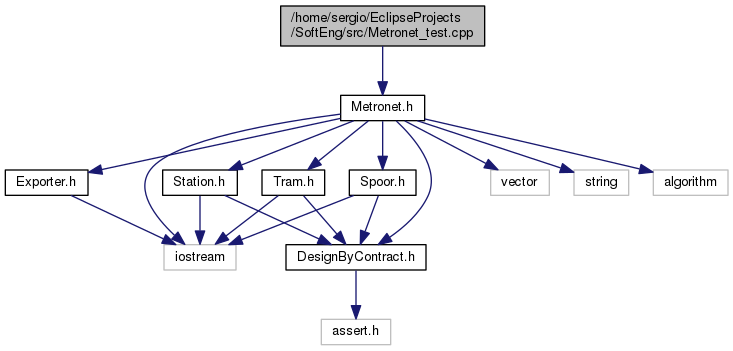 /home/sergio/EclipseProjects
/SoftEng/src/Metronet_test.cpp
Metronet.h
Exporter.h
Station.h
Tram.h
Spoor.h
vector
string
algorithm
iostream
DesignByContract.h
assert.h